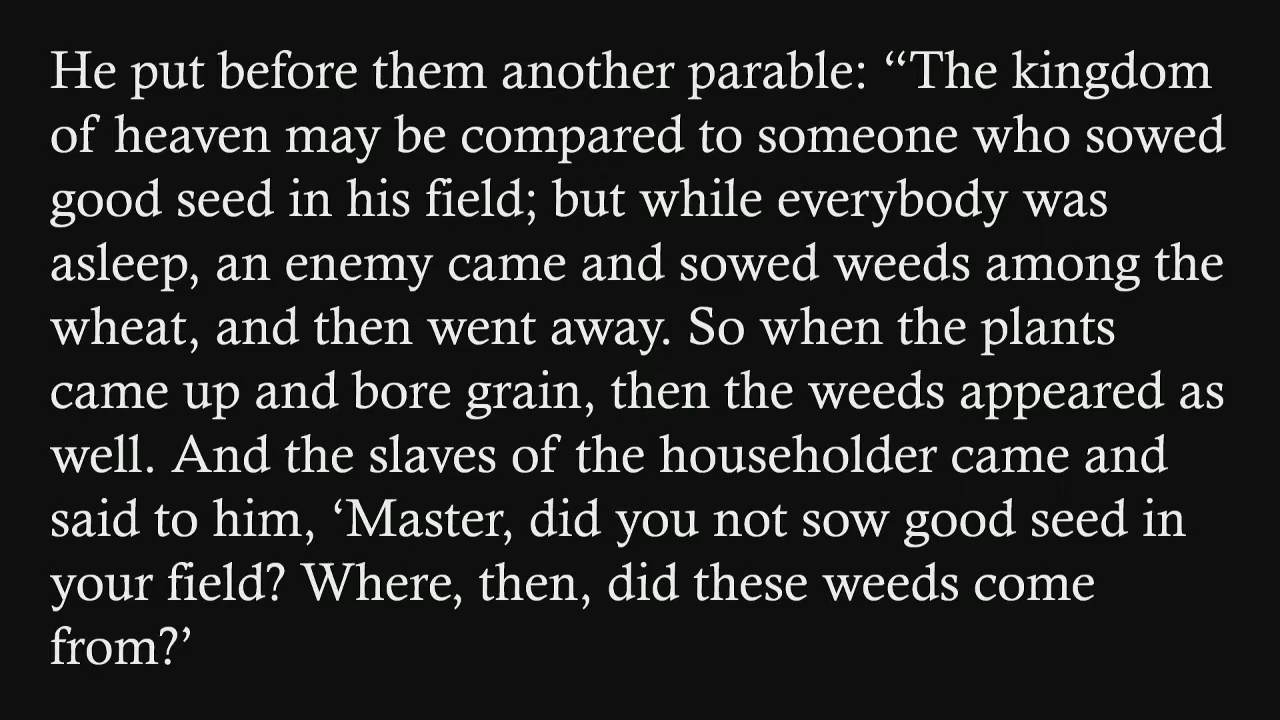 He put before them another parable: “The kingdom
of heaven may be compared to someone who sowed
good seed in his field; but while everybody was
asleep, an enemy came and sowed weeds among the
wheat, and then went away. So when the plants
came up and bore grain, then the weeds appeared as
well. And the slaves of the householder came and
said to him, ‘Master, did you not sow good seed in
your field? Where, then, did these weeds come
from?’